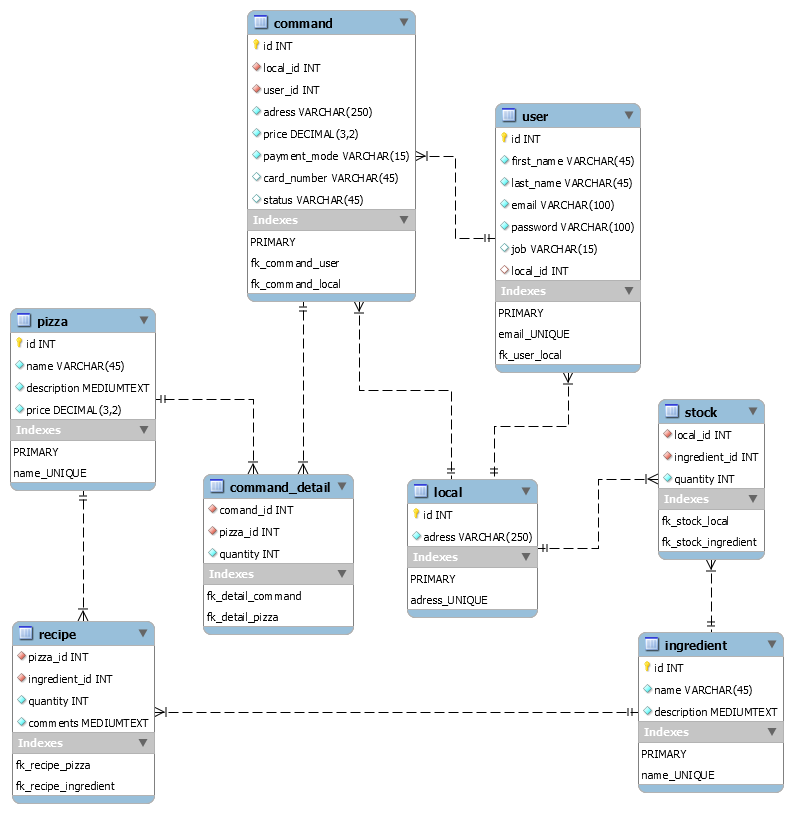 command
id INT
local_id INT
user_id INT
adress VARCHAR(250)
price DECIMAL(3,2)
payment_mode VARCHAR(15)
card_number VARCHAR(45)
status VARCHAR(45)
Indexes
PRIMARY
fk_command_user
fk_command_local
user
id INT
first_name VARCHAR(45)
last_name VARCHAR(45)
email VARCHAR(100)
password VARCHAR(100)
job VARCHAR(15)
local_id INT
Indexes
PRIMARY
email_UNIQUE
fk_user_local
pizza
id INT
name VARCHAR(45)
description MEDIUMTEXT
price DECIMAL(3,2)
Indexes
PRIMARY
name_UNIQUE
command_detail
comand_id INT
pizza_id INT
quantity INT
Indexes
fk_detail_command
fk_detail_pizza
local
id INT
adress VARCHAR(250)
Indexes
PRIMARY
adress_UNIQUE
stock
local_id INT
ingredient_id INT
quantity INT
Indexes
fk_stock_local
fk_stock_ingredient
recipe
pizza_id INT
ingredient_id INT
quantity INT
comments MEDIUMTEXT
Indexes
fk_recipe_pizza
fk_recipe_ingredient
ingredient
id INT
name VARCHAR(45)
description MEDIUMTEXT
Indexes
PRIMARY
name_UNIQUE